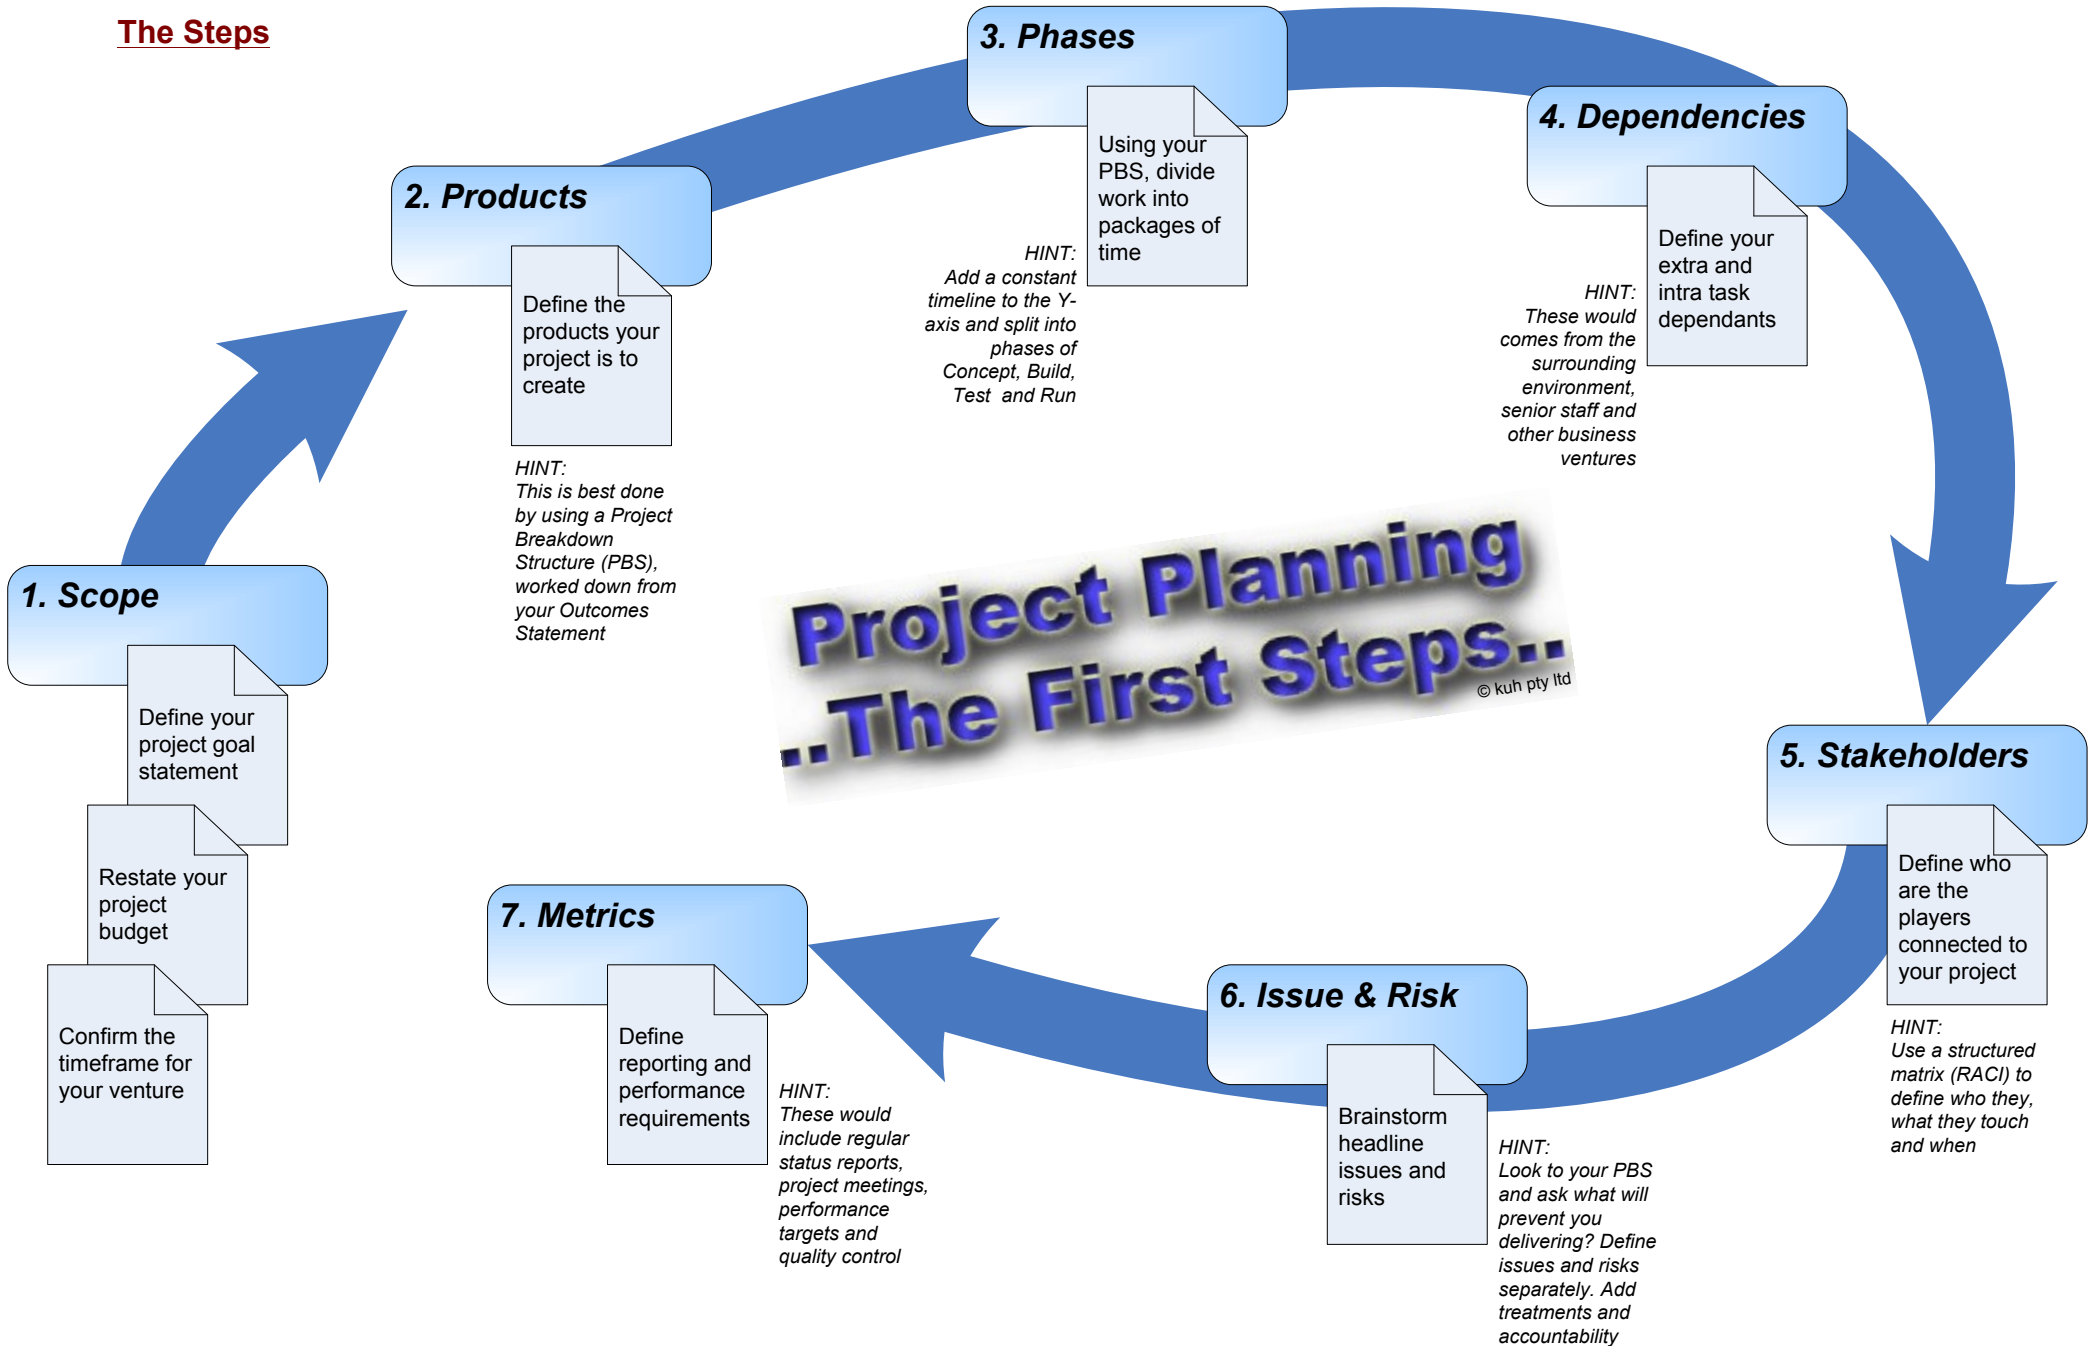 The Steps
1. Scope
Define your
project goal
statement
Restate your
project
budget
Confirm the
timeframe for
your venture
2. Products
Define the
products your
project is to
create
HINT:
This is best done
by using a Project
Breakdown
Structure (PBS),
worked down from
your Outcomes
Statement
3. Phases
Using your
PBS, divide
work into
packages of
time
HINT:
Add a constant
timeline to the Y-
axis and split into
phases of
Concept, Build,
Test  and Run
4. Dependencies
Define your
extra and
intra task
dependants
HINT:
These would
comes from the
surrounding
environment,
senior staff and
other business
ventures
Project Planning
..The First Steps..
© kuh pty ltd
5. Stakeholders
Define who
are the
players
connected to
your project
HINT:
Use a structured
matrix (RACI) to
define who they,
what they touch
and when
6. Issue & Risk
Brainstorm
headline
issues and
risks
HINT:
Look to your PBS
and ask what will
prevent you
delivering? Define
issues and risks
separately. Add
treatments and
accountability
7. Metrics
Define
reporting and
performance
requirements
HINT:
These would
include regular
status reports,
project meetings,
performance
targets and
quality control